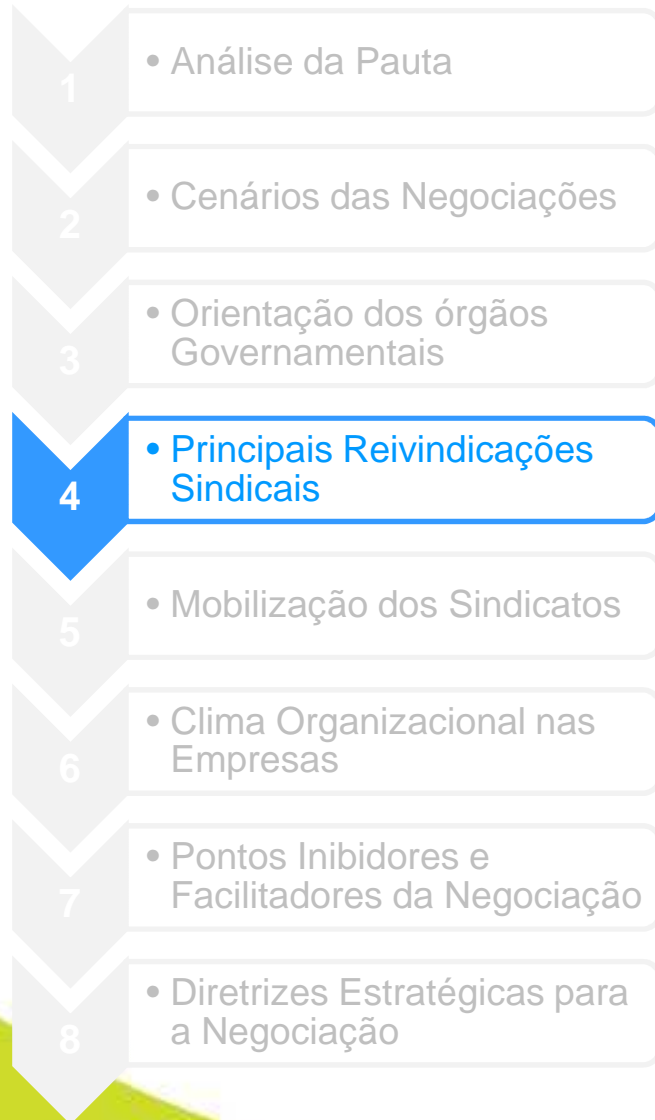 1
• Análise da Pauta
2
• Cenários das Negociações
3
• Orientação dos órgãos
Governamentais
4
• Principais Reivindicações
Sindicais
5
• Mobilização dos Sindicatos
6
• Clima Organizacional nas
Empresas
7
• Pontos Inibidores e
Facilitadores da Negociação
8
• Diretrizes Estratégicas para
a Negociação